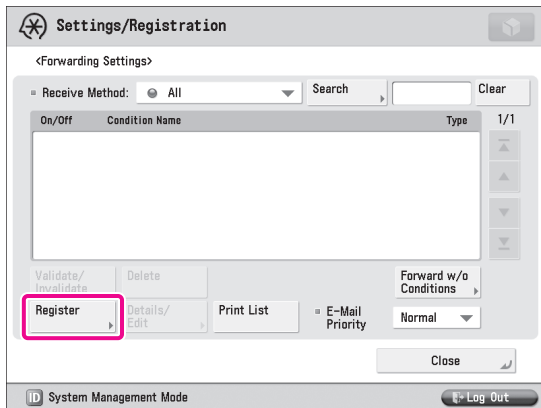 Settings/Registration
<Forwarding Settings>
Receive Method: All Search Clear
On/Off Condition Name Type 1/1
Validate/
Invalidate
Delete
Forward w/o
Conditions
Register
Details/
Edit
Print List
E-Mail
Priority
Normal
Close
ID System Management Mode Log Out